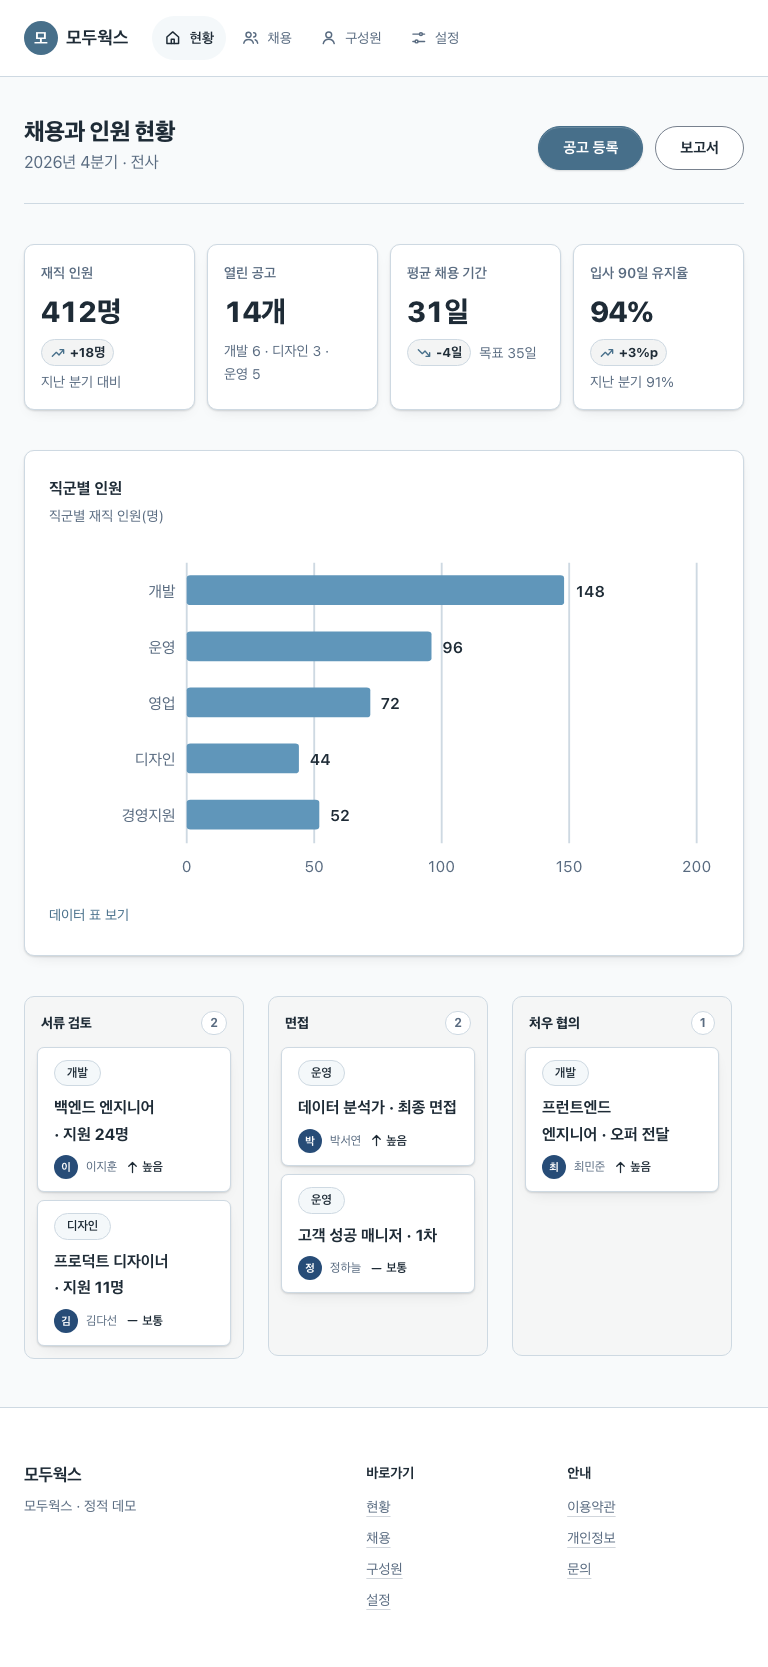 모 모두웍스 현황 채용 구성원 설정
채용과 인원 현황
2026년 4분기 · 전사
공고 등록 보고서
재직 인원
412명
+18명
지난 분기 대비
열린 공고
14개
개발 6 · 디자인 3 ·
운영 5
평균 채용 기간
31일
-4일 목표 35일
입사 90일 유지율
94%
+3%p
지난 분기 91%
직군별 인원
직군별 재직 인원(명)
개발 148
운영 96
영업 72
디자인 44
경영지원 52
0 50 100 150 200
데이터 표 보기
서류 검토 2
개발
백엔드 엔지니어
· 지원 24명
이 이지훈 ↑ 높음
디자인
프로덕트 디자이너
· 지원 11명
김 김다선 — 보통
면접 2
운영
데이터 분석가 · 최종 면접
박 박서연 ↑ 높음
운영
고객 성공 매니저 · 1차
정 정하늘 — 보통
처우 협의 1
개발
프런트엔드
엔지니어 · 오퍼 전달
최 최민준 ↑ 높음
모두웍스
모두웍스 · 정적 데모
바로가기
현황
채용
구성원
설정
안내
이용약관
개인정보
문의